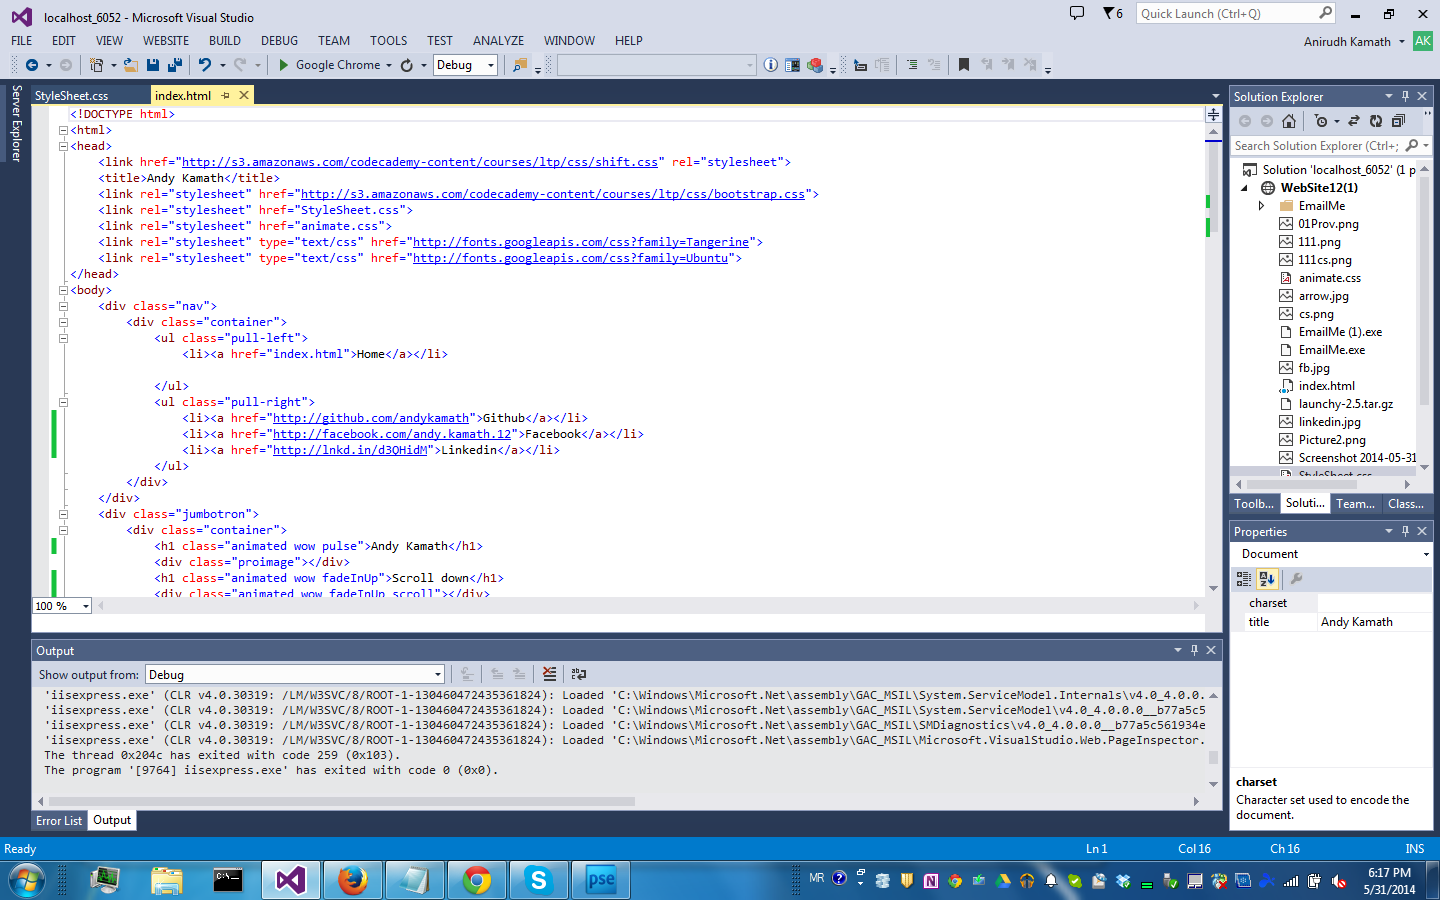 localhost_6052 - Microsoft Visual Studio
6
Quick Launch (Ctrl+Q)
FILE EDIT VIEW WEBSITE BUILD DEBUG TEAM TOOLS TEST ANALYZE WINDOW HELP
Anirudh Kamath AK
Google Chrome Debug
Server Explorer
StyleSheet.css index.html
<!DOCTYPE html>
<html>
<head>
<link href="http://s3.amazonaws.com/codecademy-content/courses/ltp/css/shift.css" rel="stylesheet">
<title>Andy Kamath</title>
<link rel="stylesheet" href="http://s3.amazonaws.com/codecademy-content/courses/ltp/css/bootstrap.css">
<link rel="stylesheet" href="StyleSheet.css">
<link rel="stylesheet" href="animate.css">
<link rel="stylesheet" type="text/css" href="http://fonts.googleapis.com/css?family=Tangerine">
<link rel="stylesheet" type="text/css" href="http://fonts.googleapis.com/css?family=Ubuntu">
</head>
<body>
<div class="nav">
<div class="container">
<ul class="pull-left">
<li><a href="index.html">Home</a></li>
</ul>
<ul class="pull-right">
<li><a href="http://github.com/andykamath">Github</a></li>
<li><a href="http://facebook.com/andy.kamath.12">Facebook</a></li>
<li><a href="http://lnkd.in/d3QHidM">Linkedin</a></li>
</ul>
</div>
</div>
<div class="jumbotron">
<div class="container">
<h1 class="animated wow pulse">Andy Kamath</h1>
<div class="proimage"></div>
<h1 class="animated wow fadeInUp">Scroll down</h1>
<div class="animated wow fadeInUp scroll"></div>
100 %
Solution Explorer
Search Solution Explorer (Ctrl+;
Solution 'localhost_6052' (1 p
WebSite12(1)
EmailMe
01Prov.png
111.png
111cs.png
animate.css
arrow.jpg
cs.png
EmailMe (1).exe
EmailMe.exe
fb.jpg
index.html
launchy-2.5.tar.gz
linkedin.jpg
Picture2.png
Screenshot 2014-05-31
StyleSheet.css
Toolb... Soluti... Team... Class...
Properties
Document
charset
title Andy Kamath
charset
Character set used to encode the
document.
Output
Show output from: Debug
'iisexpress.exe' (CLR v4.0.30319: /LM/W3SVC/8/ROOT-1-130460472435361824): Loaded 'C:\Windows\Microsoft.Net\assembly\GAC_MSIL\System.ServiceModel.Internals\v4.0_4.0.0.
'iisexpress.exe' (CLR v4.0.30319: /LM/W3SVC/8/ROOT-1-130460472435361824): Loaded 'C:\Windows\Microsoft.Net\assembly\GAC_MSIL\System.ServiceModel\v4.0_4.0.0.0__b77a5c5
'iisexpress.exe' (CLR v4.0.30319: /LM/W3SVC/8/ROOT-1-130460472435361824): Loaded 'C:\Windows\Microsoft.Net\assembly\GAC_MSIL\SMDiagnostics\v4.0_4.0.0.0__b77a5c561934e
'iisexpress.exe' (CLR v4.0.30319: /LM/W3SVC/8/ROOT-1-130460472435361824): Loaded 'C:\Windows\Microsoft.Net\assembly\GAC_MSIL\Microsoft.VisualStudio.Web.PageInspector.
The thread 0x204c has exited with code 259 (0x103).
The program '[9764] iisexpress.exe' has exited with code 0 (0x0).
Error List Output
Ready Ln 1 Col 16 Ch 16 INS
pse MR 6:17 PM
5/31/2014